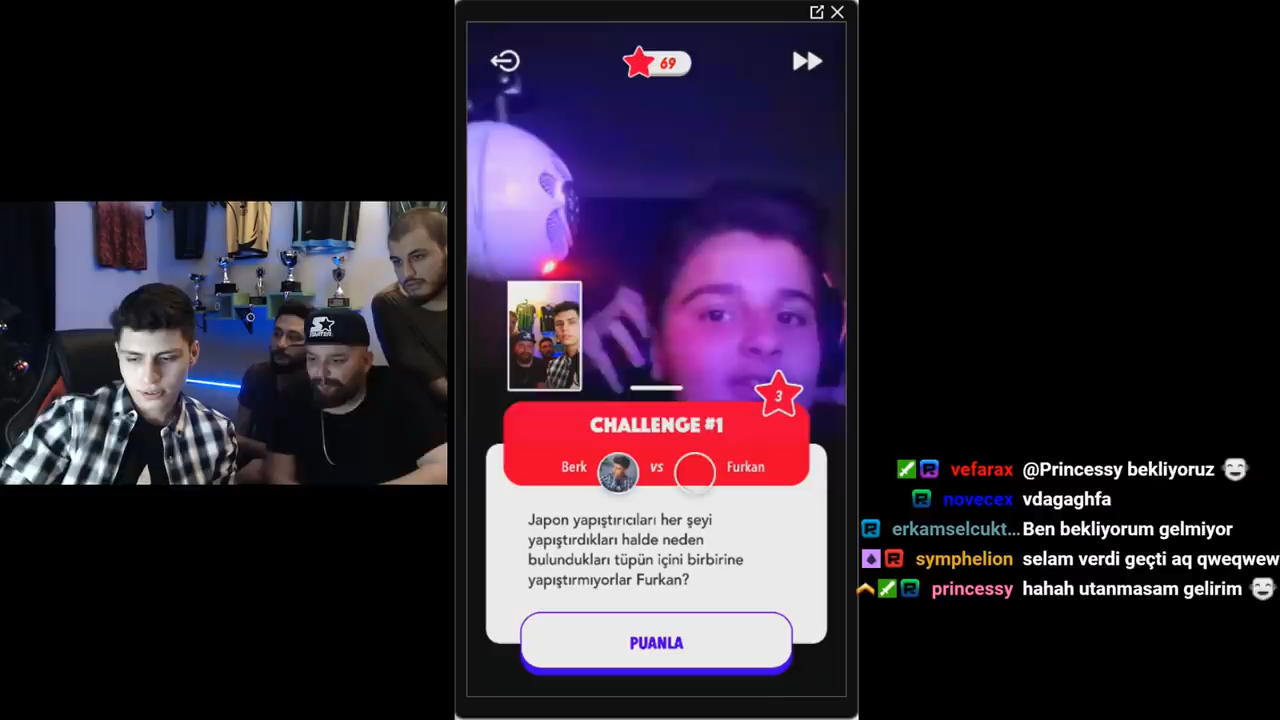 69
3
CHALLENGE #1
Berk vs Furkan
Japon yapıştırıcıları her şeyi
yapıştırdıkları halde neden
bulundukları tüpün içini birbirine
yapıştırmıyorlar Furkan?
PUANLA
vefarax @Princessy bekliyoruz
novecex vdagaghfa
erkamselcukt... Ben bekliyorum gelmiyor
symphelion selam verdi geçti aq qweqwew
princessy hahah utanmasam gelirim